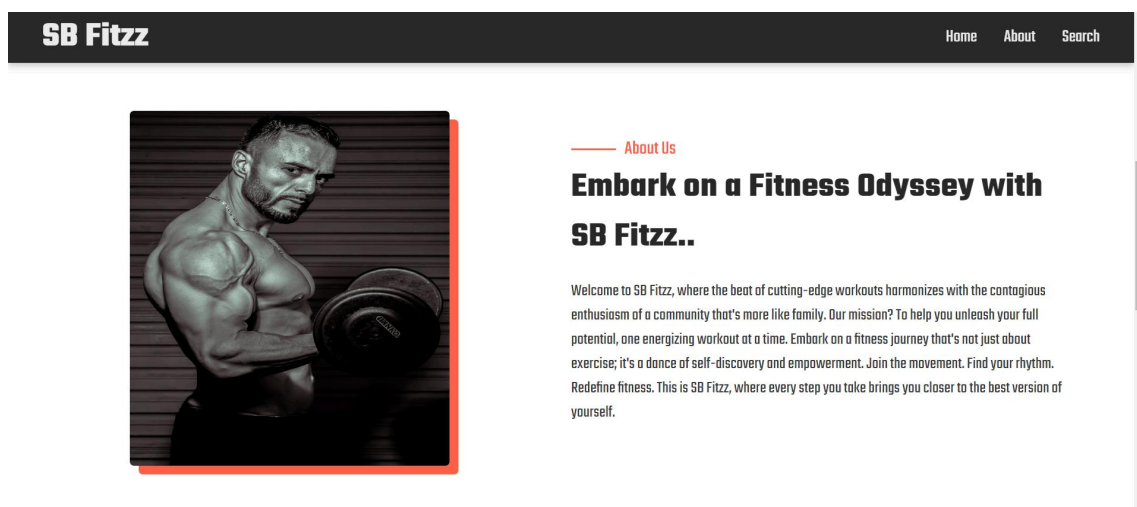 SB Fitzz
Home About Search
About Us
Embark on a Fitness Odyssey with
SB Fitzz..
Welcome to SB Fitzz, where the beat of cutting-edge workouts harmonizes with the contagious
enthusiasm of a community that's more like family. Our mission? To help you unleash your full
potential, one energizing workout at a time. Embark on a fitness journey that's not just about
exercise; it's a dance of self-discovery and empowerment. Join the movement. Find your rhythm.
Redefine fitness. This is SB Fitzz, where every step you take brings you closer to the best version of
yourself.